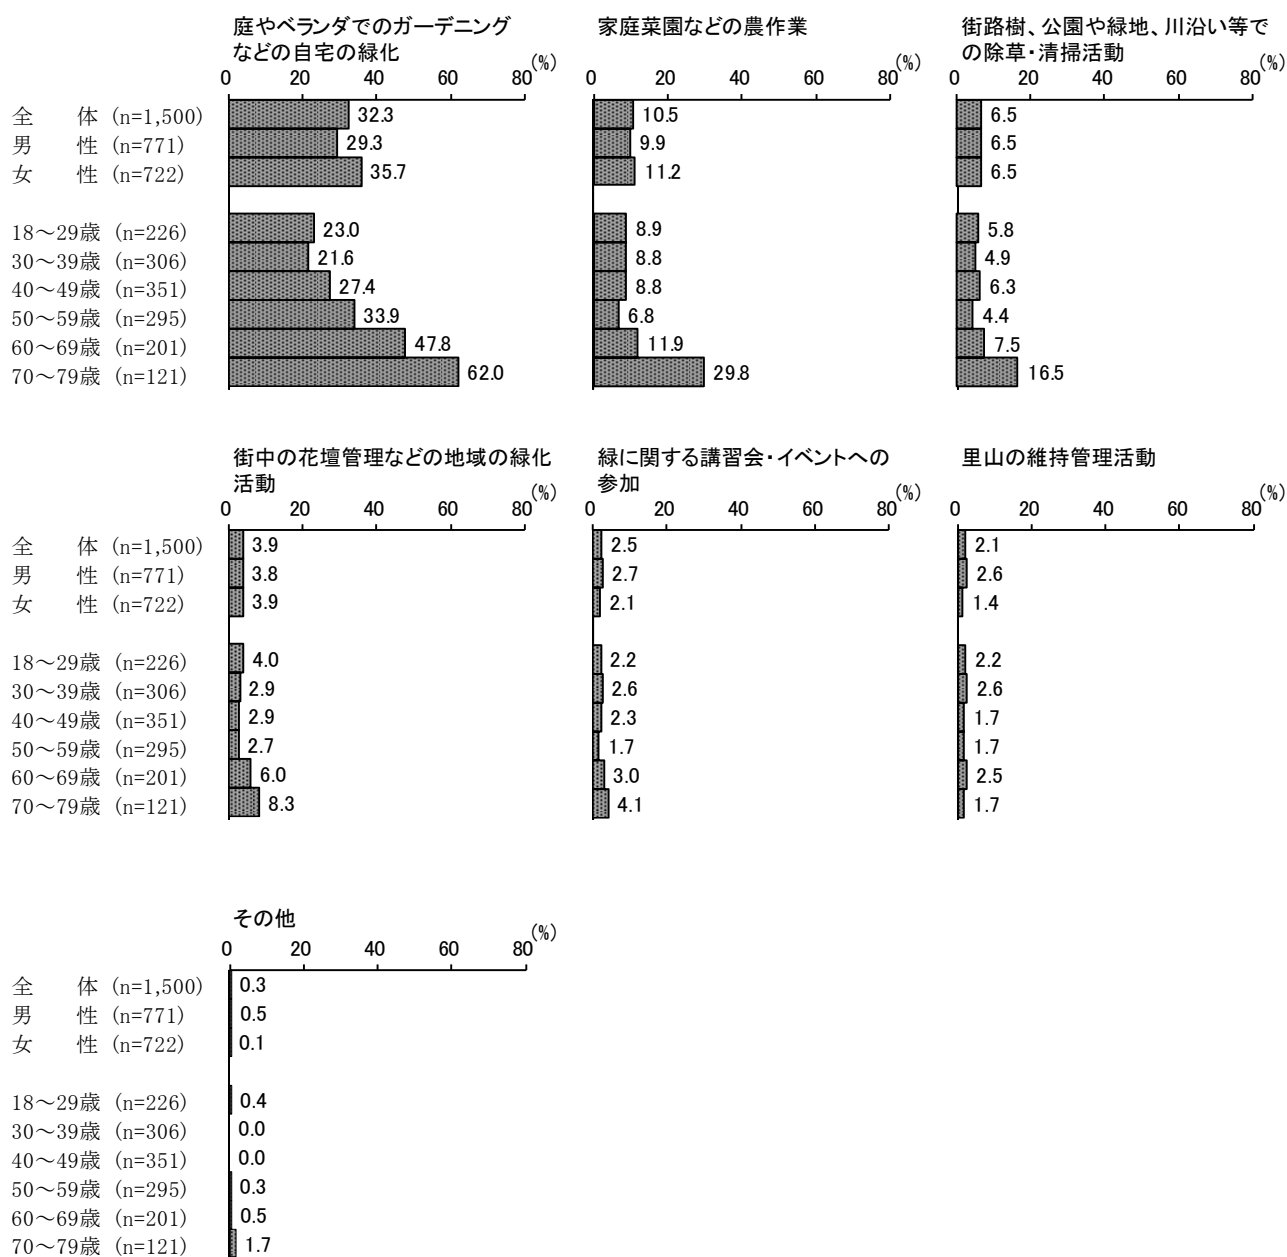 庭やベランダでのガーデニング
などの自宅の緑化
(%)
0 20 40 60 80
家庭菜園などの農作業
(%)
0 20 40 60 80
街路樹、公園や緑地、川沿い等で
の除草・清掃活動
(%)
0 20 40 60 80
全　体 (n=1,500) 32.3 10.5 6.5
男　性 (n=771) 29.3 9.9 6.5
女　性 (n=722) 35.7 11.2 6.5
18～29歳 (n=226) 23.0 8.9 5.8
30～39歳 (n=306) 21.6 8.8 4.9
40～49歳 (n=351) 27.4 8.8 6.3
50～59歳 (n=295) 33.9 6.8 4.4
60～69歳 (n=201) 47.8 11.9 7.5
70～79歳 (n=121) 62.0 29.8 16.5
街中の花壇管理などの地域の緑化
活動
(%)
0 20 40 60 80
緑に関する講習会・イベントへの
参加
(%)
0 20 40 60 80
里山の維持管理活動
(%)
0 20 40 60 80
全　体 (n=1,500) 3.9 2.5 2.1
男　性 (n=771) 3.8 2.7 2.6
女　性 (n=722) 3.9 2.1 1.4
18～29歳 (n=226) 4.0 2.2 2.2
30～39歳 (n=306) 2.9 2.6 2.6
40～49歳 (n=351) 2.9 2.3 1.7
50～59歳 (n=295) 2.7 1.7 1.7
60～69歳 (n=201) 6.0 3.0 2.5
70～79歳 (n=121) 8.3 4.1 1.7
その他
(%)
0 20 40 60 80
全　体 (n=1,500) 0.3
男　性 (n=771) 0.5
女　性 (n=722) 0.1
18～29歳 (n=226) 0.4
30～39歳 (n=306) 0.0
40～49歳 (n=351) 0.0
50～59歳 (n=295) 0.3
60～69歳 (n=201) 0.5
70～79歳 (n=121) 1.7